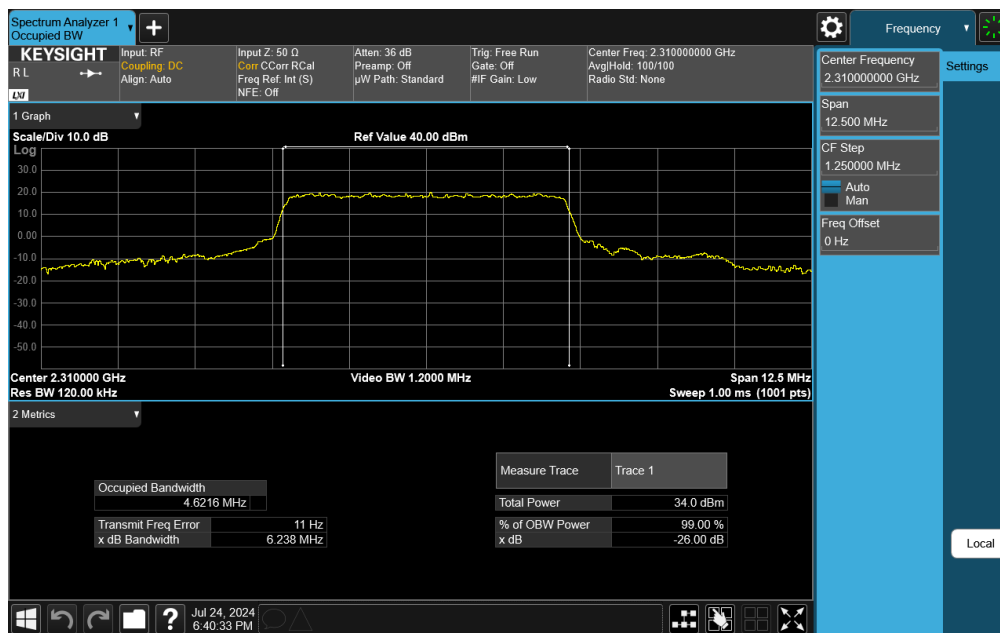 Spectrum Analyzer 1
Occupied BW
Frequency
KEYSIGHT
R L
LXI
Input: RF
Coupling: DC
Align: Auto
Input Z: 50 Ω
Corr CCorr RCal
Freq Ref: Int (S)
NFE: Off
Atten: 36 dB
Preamp: Off
µW Path: Standard
Trig: Free Run
Gate: Off
#IF Gain: Low
Center Freq: 2.310000000 GHz
Avg|Hold: 100/100
Radio Std: None
Center Frequency
2.310000000 GHz
Settings
Span
12.500 MHz
CF Step
1.250000 MHz
Auto
Man
Freq Offset
0 Hz
Local
1 Graph
Scale/Div 10.0 dB
Ref Value 40.00 dBm
Log
30.0
20.0
10.0
0.00
-10.0
-20.0
-30.0
-40.0
-50.0
Center 2.310000 GHz
Video BW 1.2000 MHz
Span 12.5 MHz
Res BW 120.00 kHz
Sweep 1.00 ms (1001 pts)
2 Metrics
Measure Trace
Trace 1
Occupied Bandwidth
4.6216 MHz
Total Power
34.0 dBm
Transmit Freq Error
11 Hz
% of OBW Power
99.00 %
x dB Bandwidth
6.238 MHz
x dB
-26.00 dB
?
Jul 24, 2024
6:40:33 PM